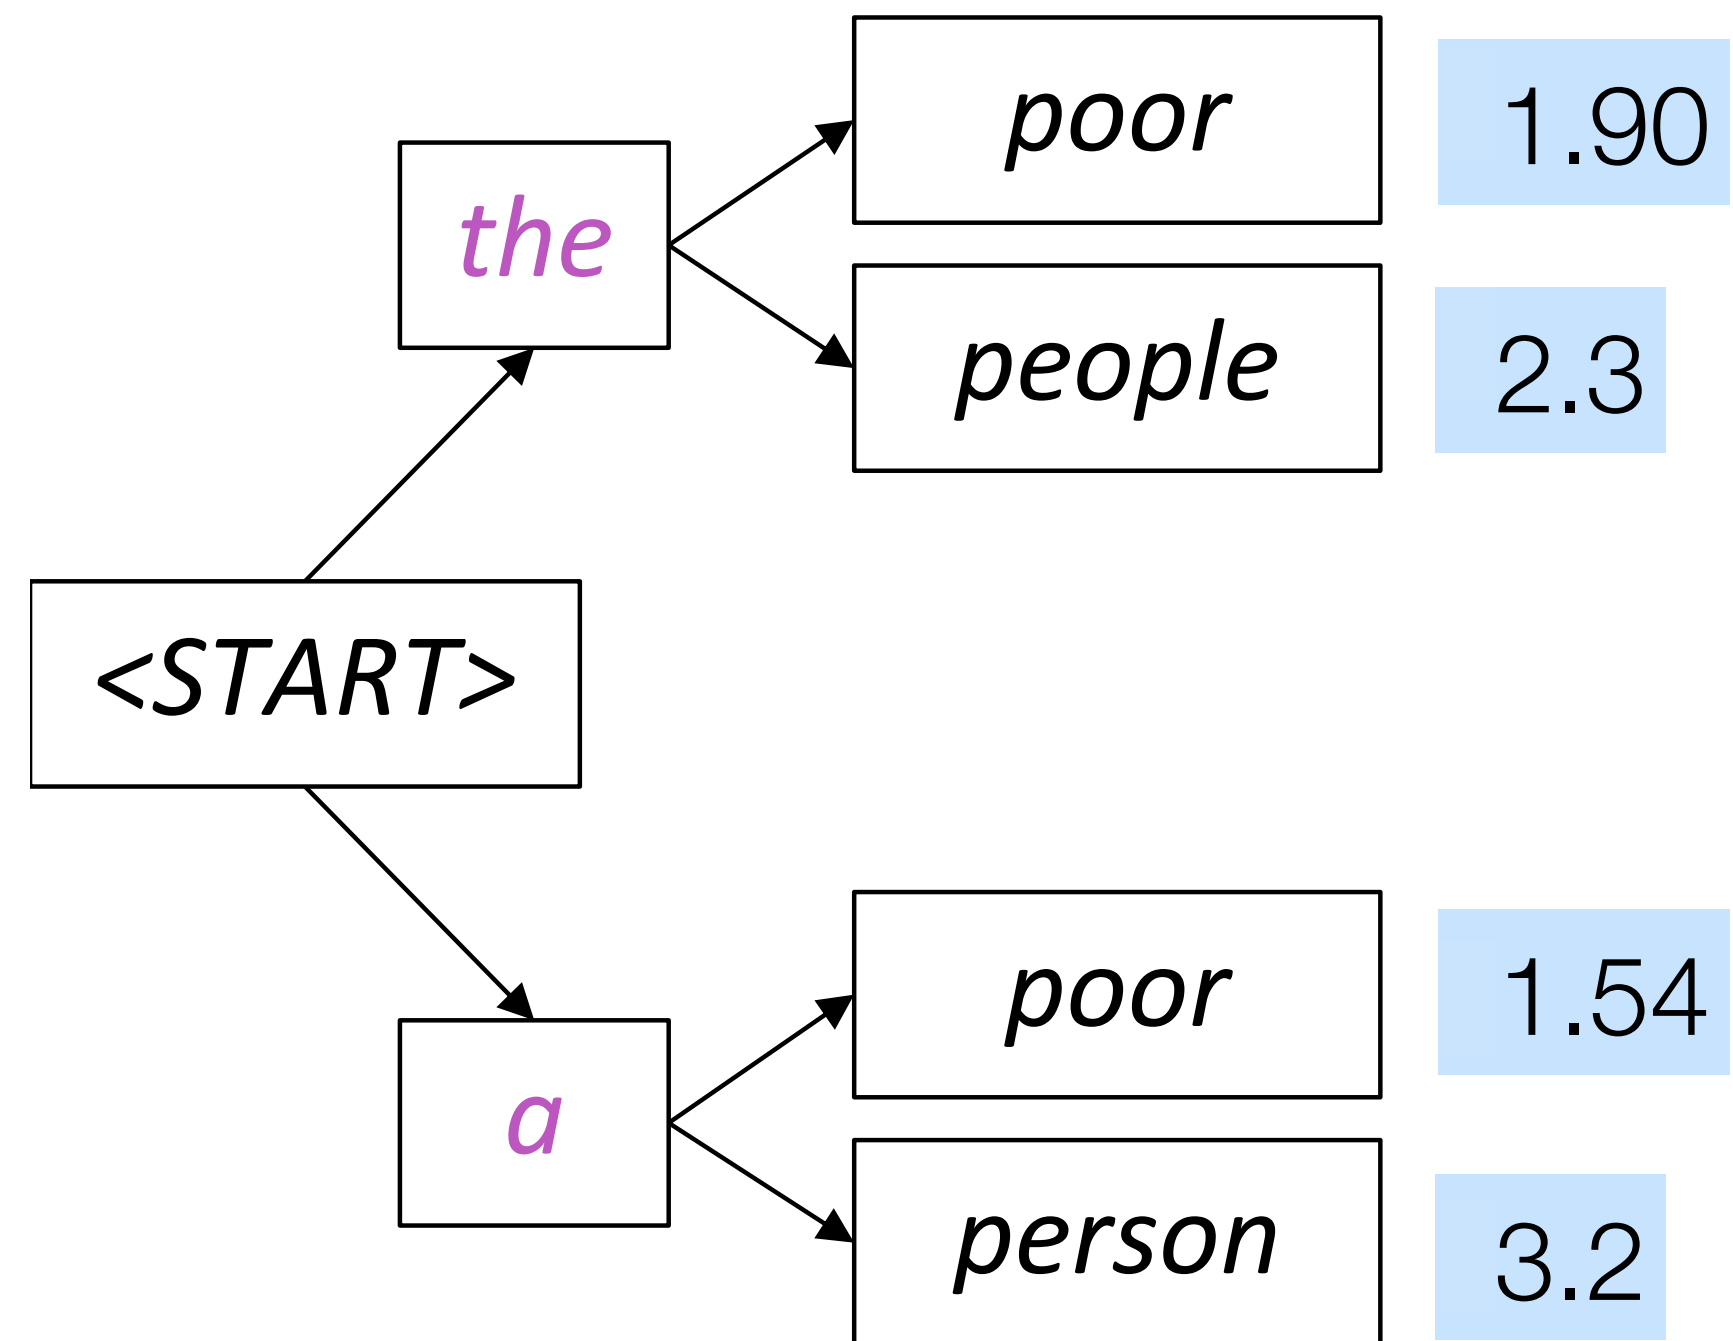 poor 1.90
the
people 2.3
<START>
poor 1.54
a
person 3.2